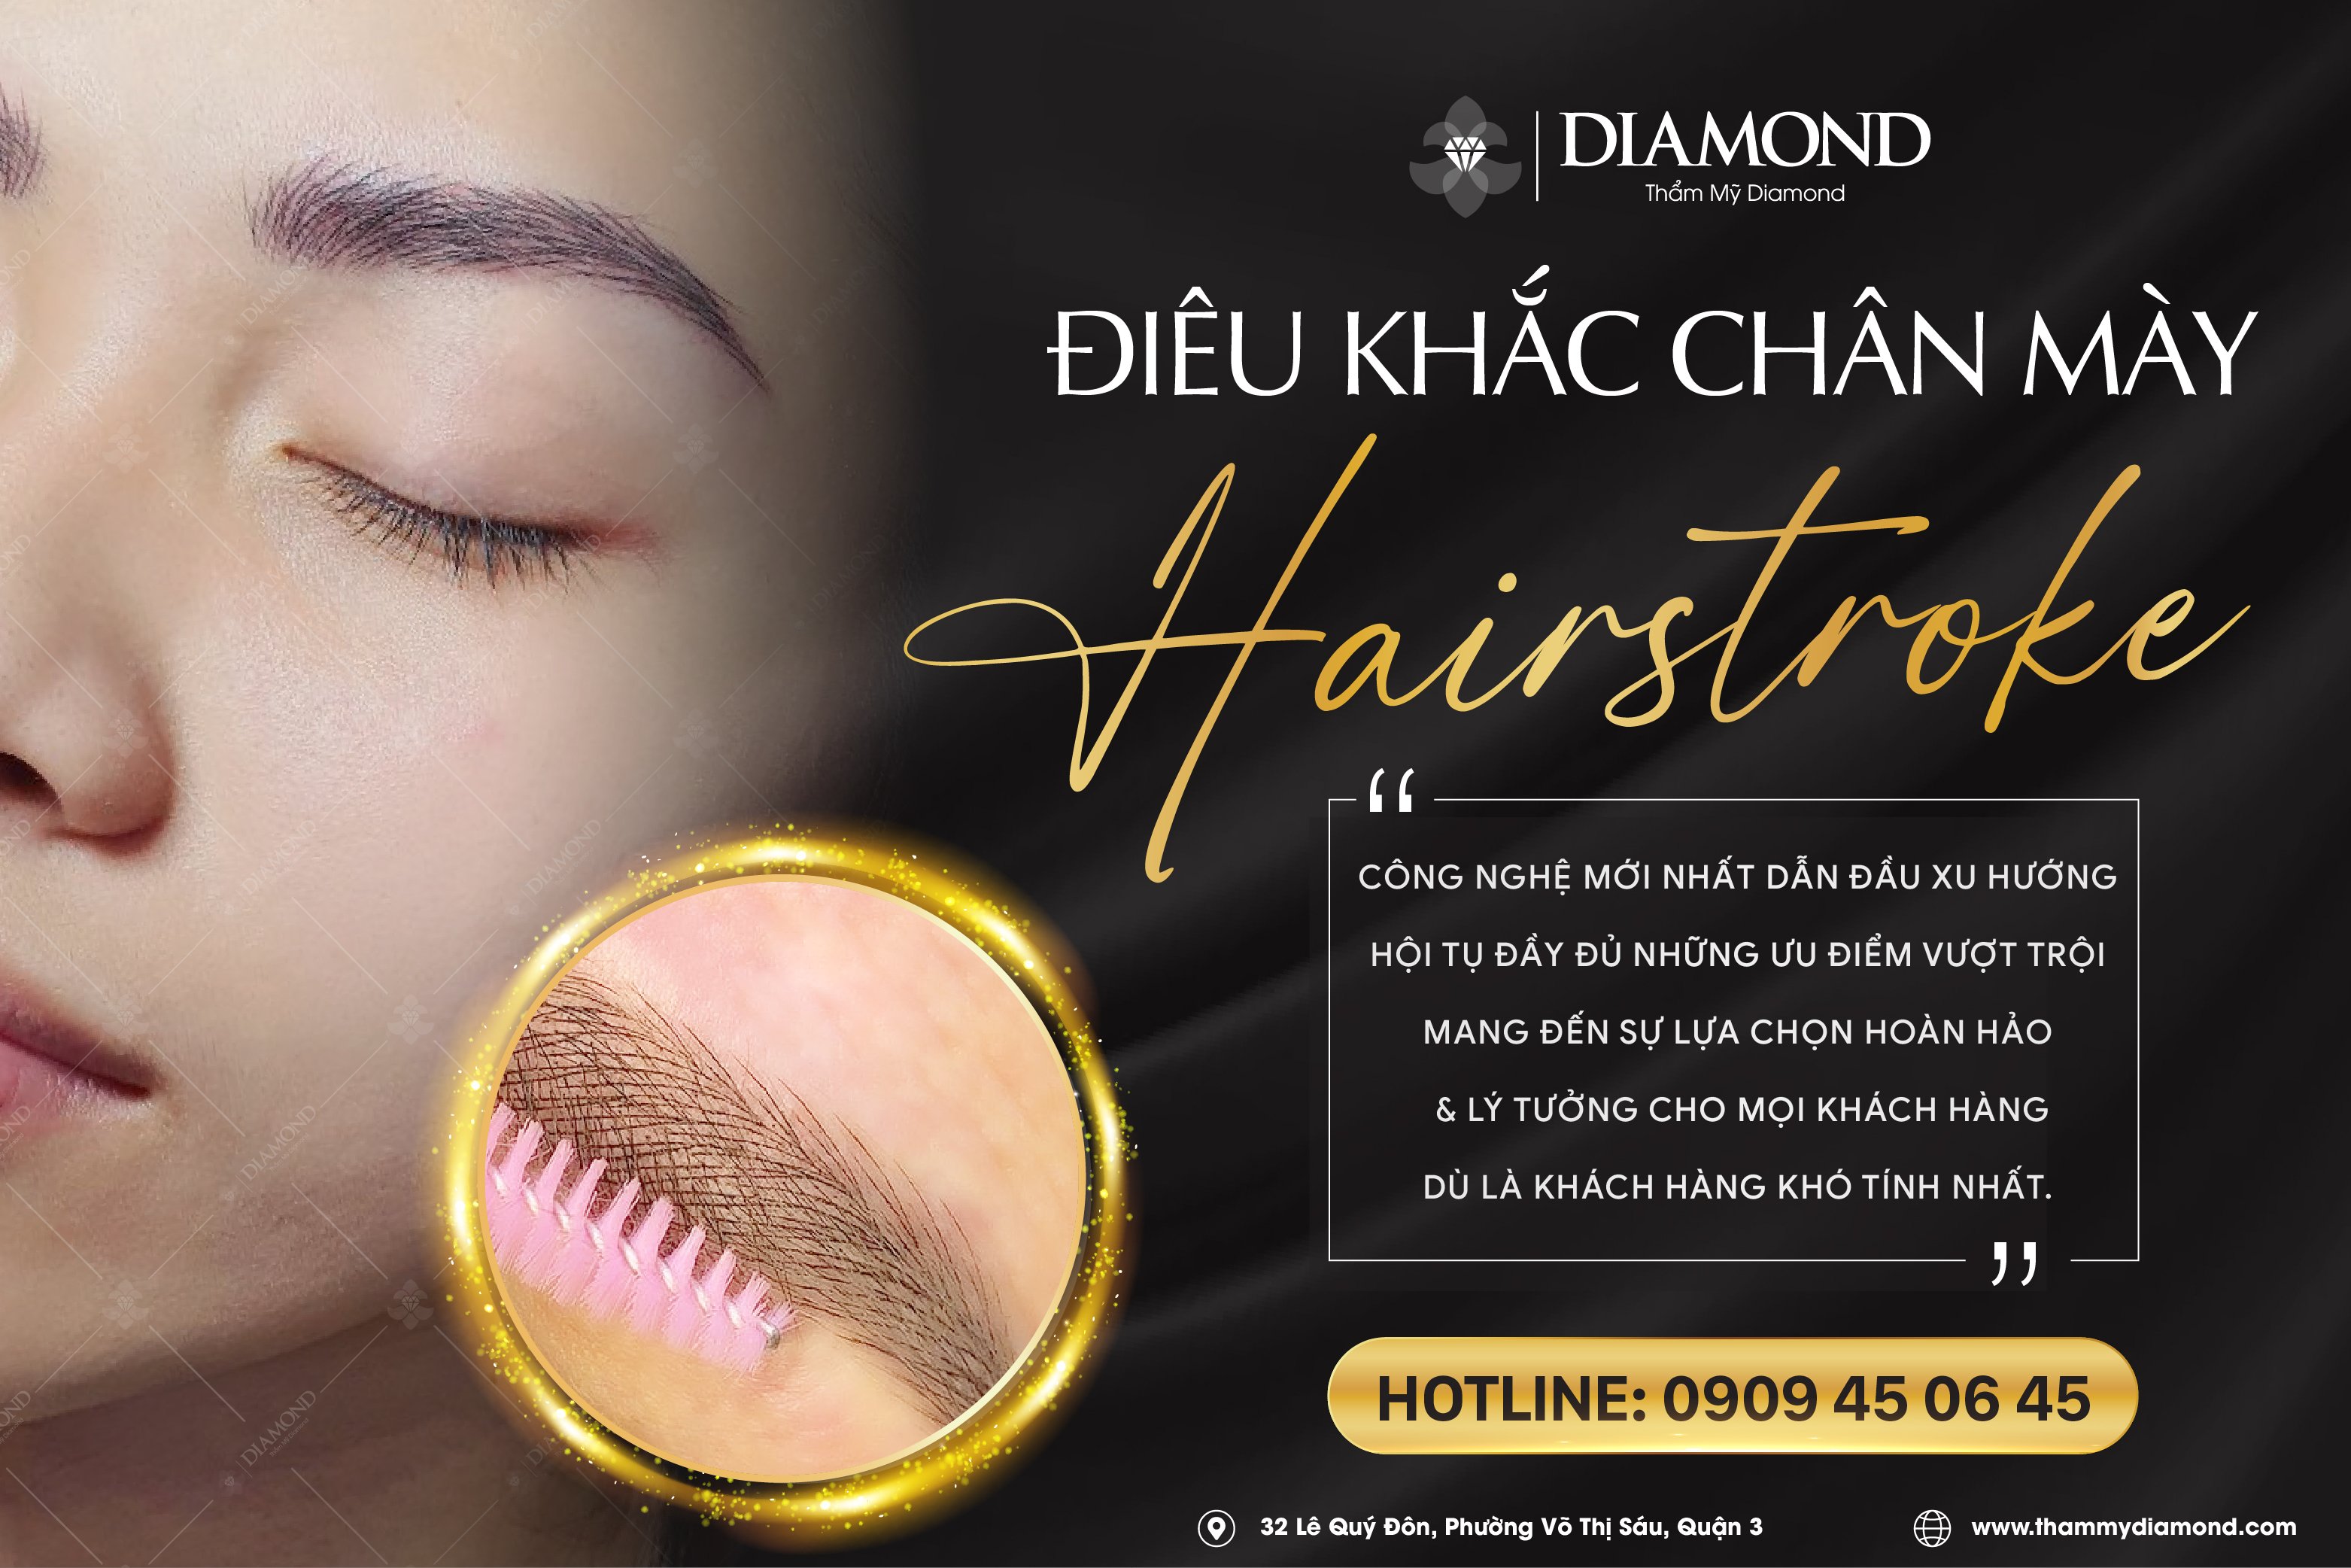 DIAMOND
Thẩm Mỹ Diamond
ĐIÊU KHẮC CHÂN MÀY
Hairstroke
“
CÔNG NGHỆ MỚI NHẤT DẪN ĐẦU XU HƯỚNG
HỘI TỤ ĐẦY ĐỦ NHỮNG ƯU ĐIỂM VƯỢT TRỘI
MANG ĐẾN SỰ LỰA CHỌN HOÀN HẢO
& LÝ TƯỞNG CHO MỌI KHÁCH HÀNG
DÙ LÀ KHÁCH HÀNG KHÓ TÍNH NHẤT.
”
HOTLINE: 0909 45 06 45
32 Lê Quý Đôn, Phường Võ Thị Sáu, Quận 3
www.thammydiamond.com